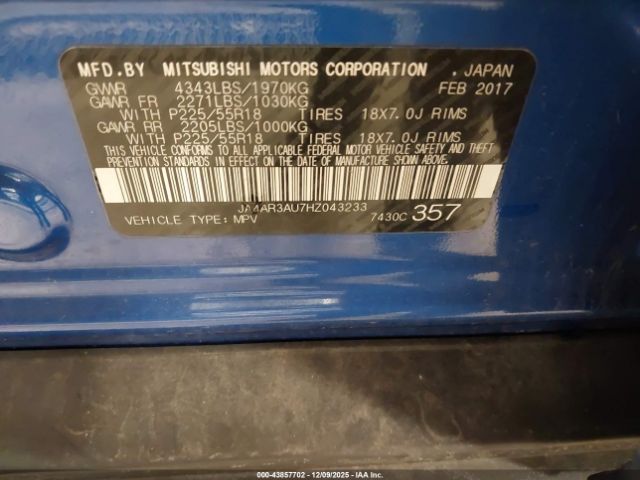 MFD.BY MITSUBISHI MOTORS CORPORATION , JAPAN
GVWR 4343LBS/1970KG FEB 2017
GAWR FR 2271LBS/1030KG
WITH P225/55R18 TIRES 18X7.0J RIMS
GAWR RR 2205LBS/1000KG
WITH P225/55R18 TIRES 18X7.0J RIMS
THIS VEHICLE CONFORMS TO ALL APPLICABLE FEDERAL MOTOR VEHICLE SAFETY AND THEFT
PREVENTION STANDARDS IN EFFECT ON THE DATE OF MANUFACTURE SHOWN ABOVE.
JA4AR3AU7HZ043233
VEHICLE TYPE: MPV 7430C 357
000-43857702 - 12/09/2025 - IAA Inc.